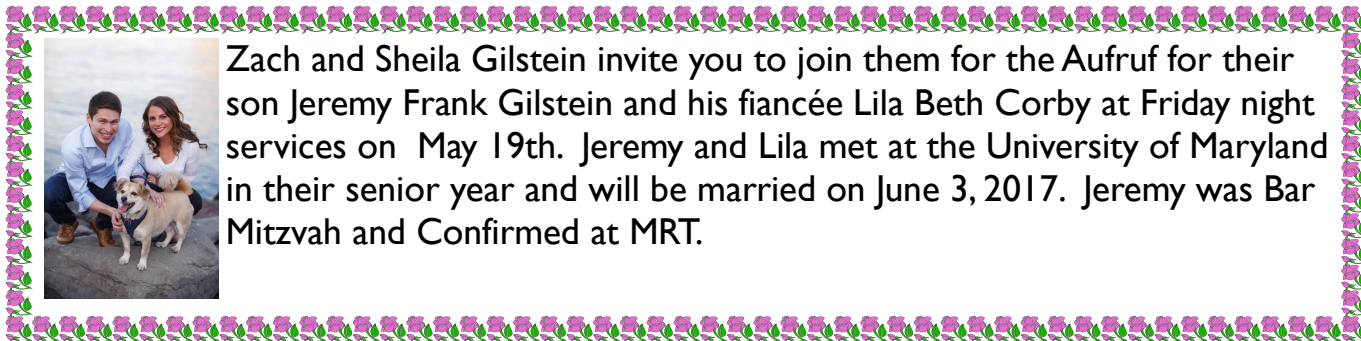 Zach and Sheila Gilstein invite you to join them for the Aufruf for their
son Jeremy Frank Gilstein and his fiancée Lila Beth Corby at Friday night
services on  May 19th.  Jeremy and Lila met at the University of Maryland
in their senior year and will be married on June 3, 2017.  Jeremy was Bar
Mitzvah and Confirmed at MRT.